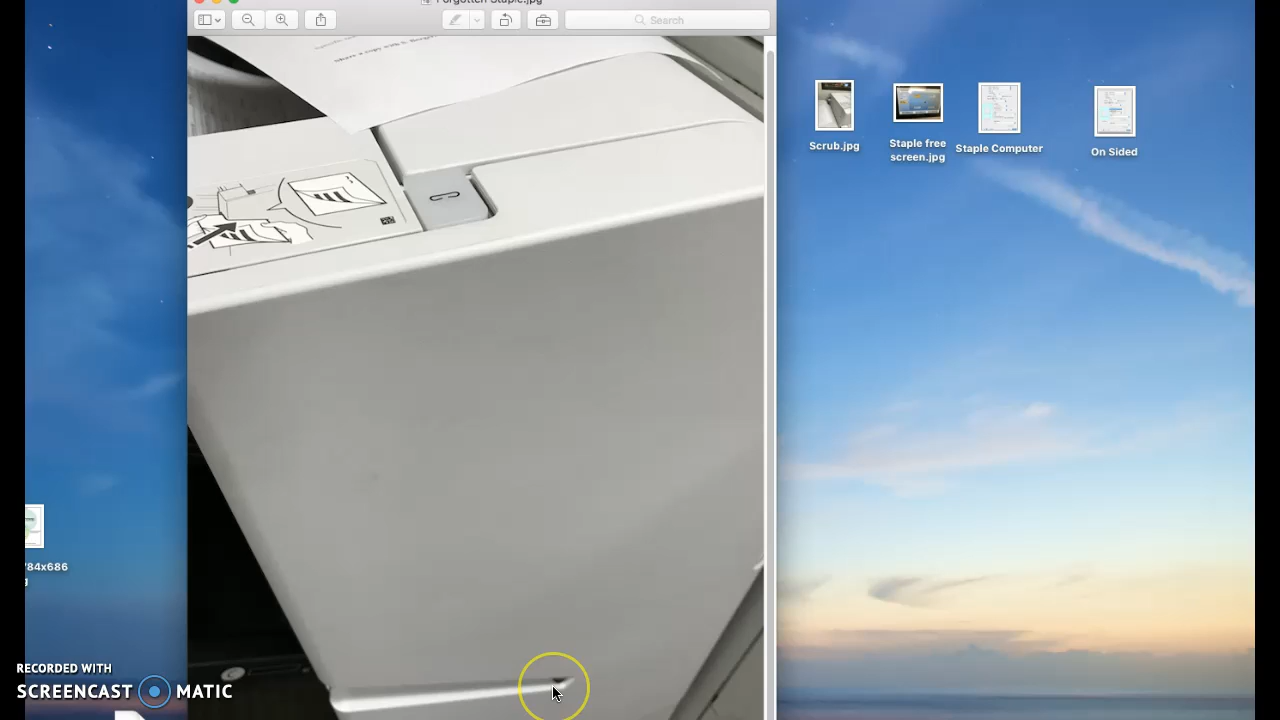 Forgotten Staple.jpg
Search
Scrub.jpg
Staple free
screen.jpg
Staple Computer
On Sided
784x686
g
RECORDED WITH
SCREENCAST MATIC